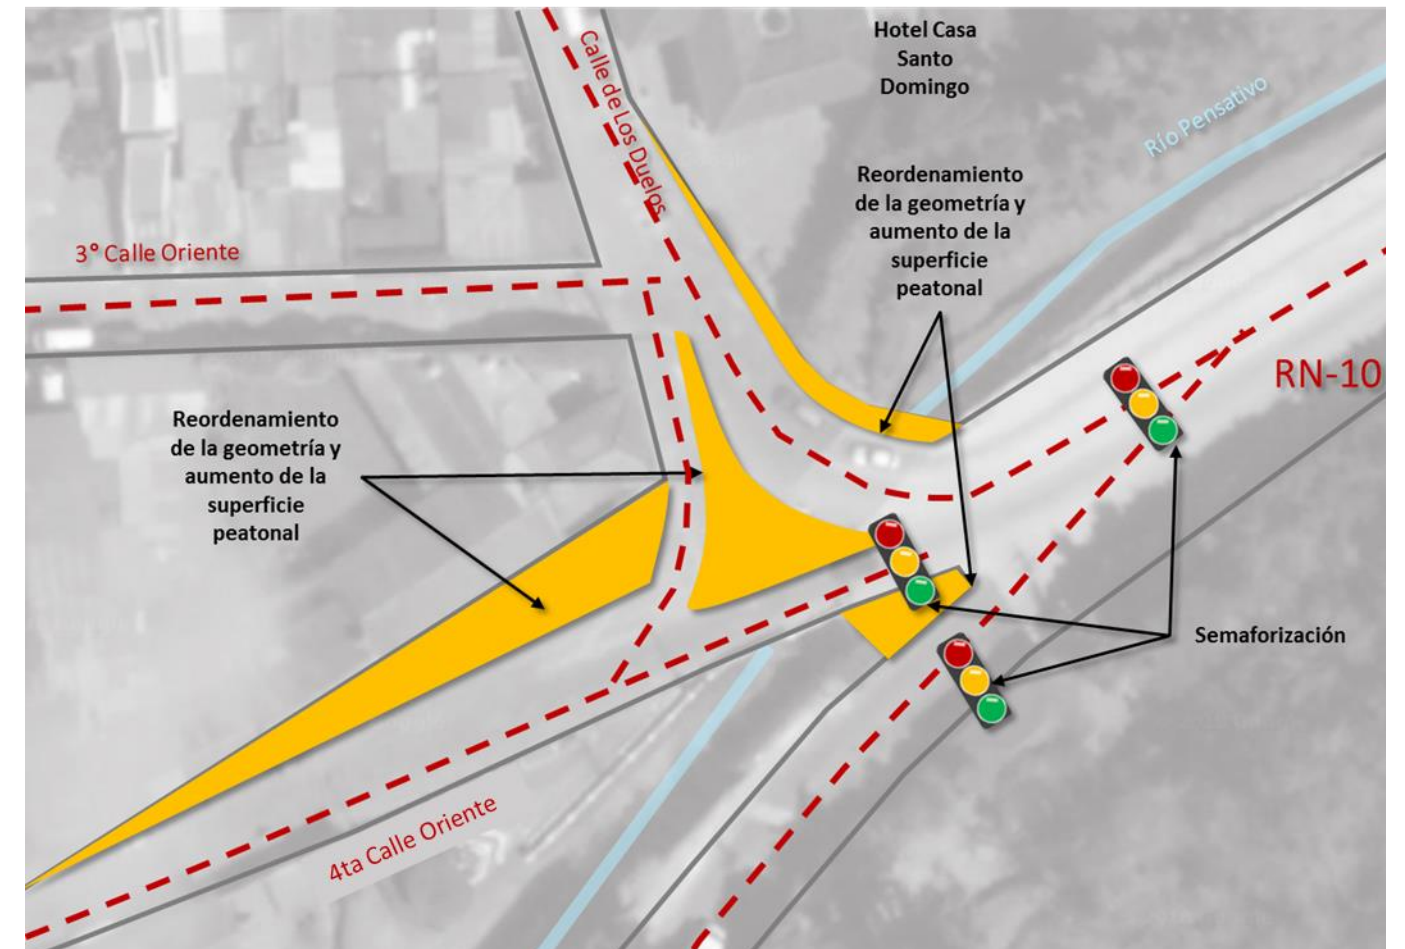 Hotel Casa
Santo
Domingo
Calle de Los Duelos
Río Pensativo
Reordenamiento
de la geometría y
aumento de la
superficie
peatonal
3° Calle Oriente
RN-10
Reordenamiento
de la geometría y
aumento de la
superficie
peatonal
Semaforización
4ta Calle Oriente